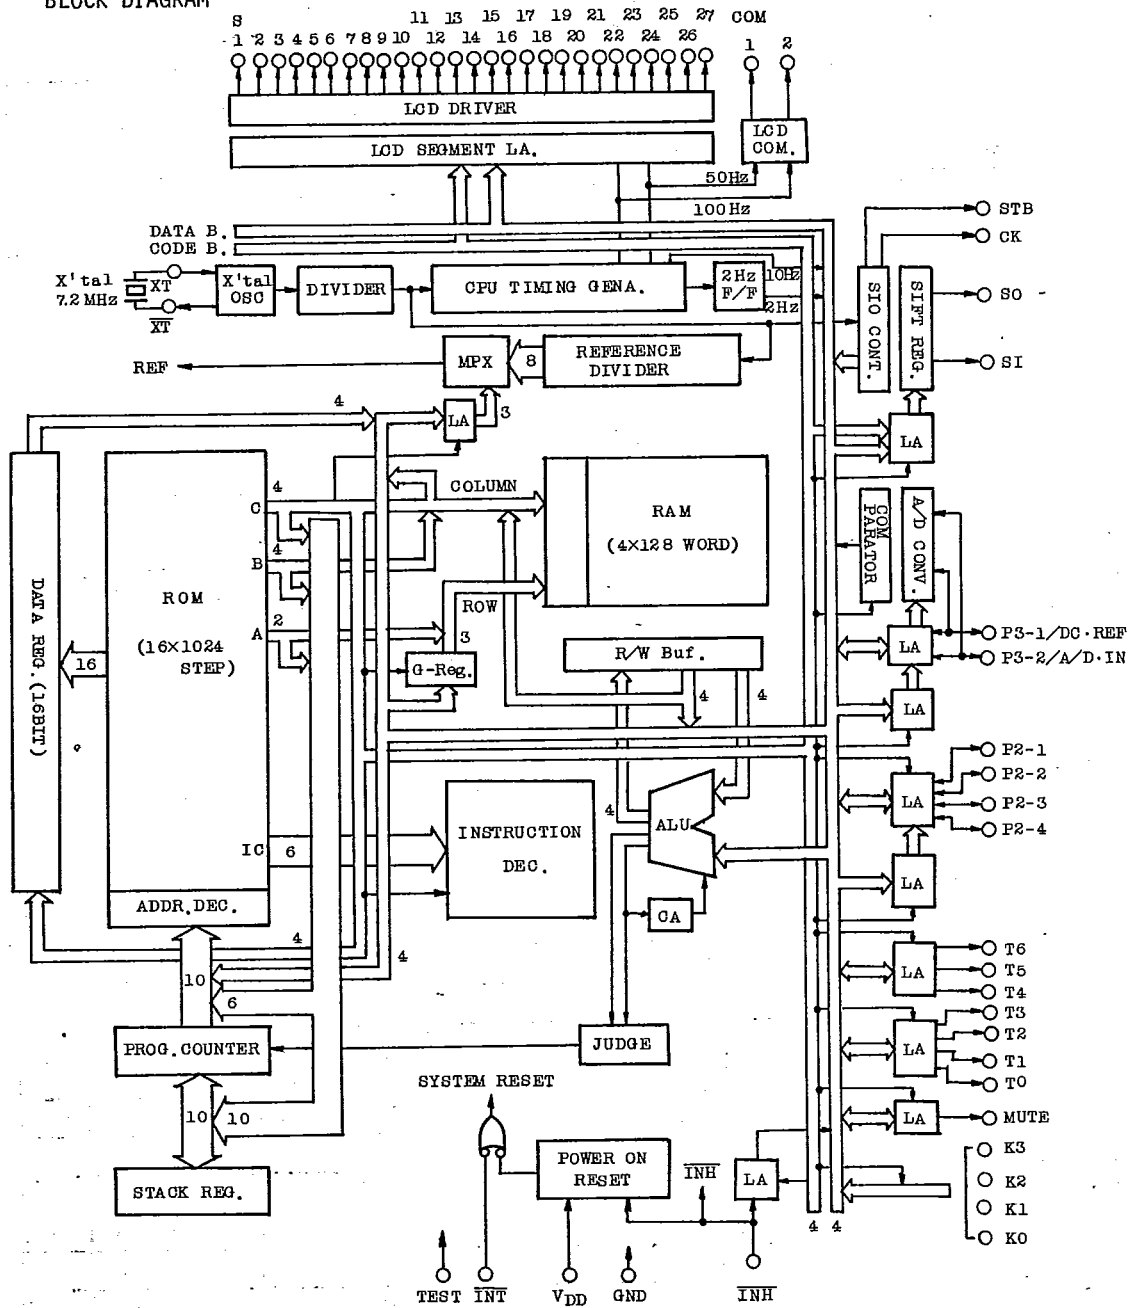 BLOCK DIAGRAM
S 11 13 15 17 19 21 23 25 27 COM
1 2 3 4 5 6 7 8 9 10 12 14 16 18 20 22 24 26 1 2
LCD DRIVER
LCD SEGMENT LA.
LCD
COM.
50Hz
100Hz
DATA B.
CODE B.
STB
CK
X'tal
7.2MHz
XT
X̅T̅
X'tal
OSC
DIVIDER
CPU TIMING GENA.
2Hz
F/F
10Hz
2Hz
SIO CONT.
SIFT REG.
SO
SI
REF
MPX
8
REFERENCE
DIVIDER
4
LA
3
LA
DATA REG.(16BIT)
16
ROM
(16×1024
STEP)
4
C
4
B
2
A
COLUMN
ROW
3
G-Reg.
RAM
(4×128 WORD)
COM
PARATOR
A/D CONV.
R/W Buf.
4
4
LA
P3-1/DC·REF
P3-2/A/D·IN
LA
IC
6
INSTRUCTION
DEC.
4
ALU
CA
LA
P2-1
P2-2
P2-3
P2-4
LA
ADDR.DEC.
4
4
10
6
LA
T6
T5
T4
PROG.COUNTER
JUDGE
LA
T3
T2
T1
T0
10
10
SYSTEM RESET
LA
MUTE
STACK REG.
POWER ON
RESET
I̅N̅H̅
LA
K3
K2
K1
K0
4
4
TEST
I̅N̅T̅
VDD
GND
I̅N̅H̅